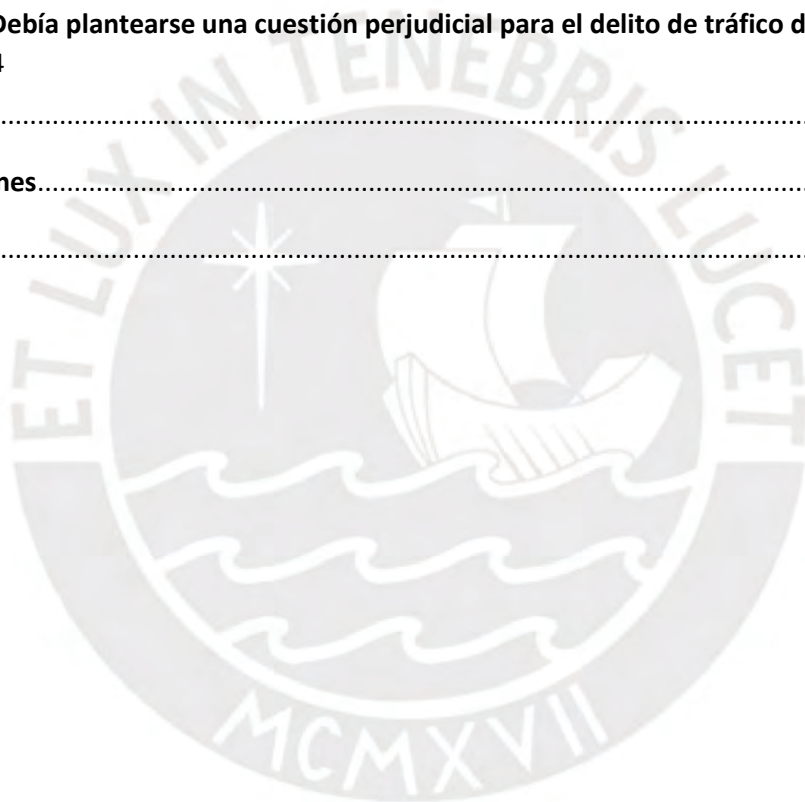 Debía plantearse una cuestión perjudicial para el delito de tráfico d
4
....................................................................................................
nes....................................................................................................
....................................................................................................
ET LUX IN TENEBRIS LUCET
MCMXVII